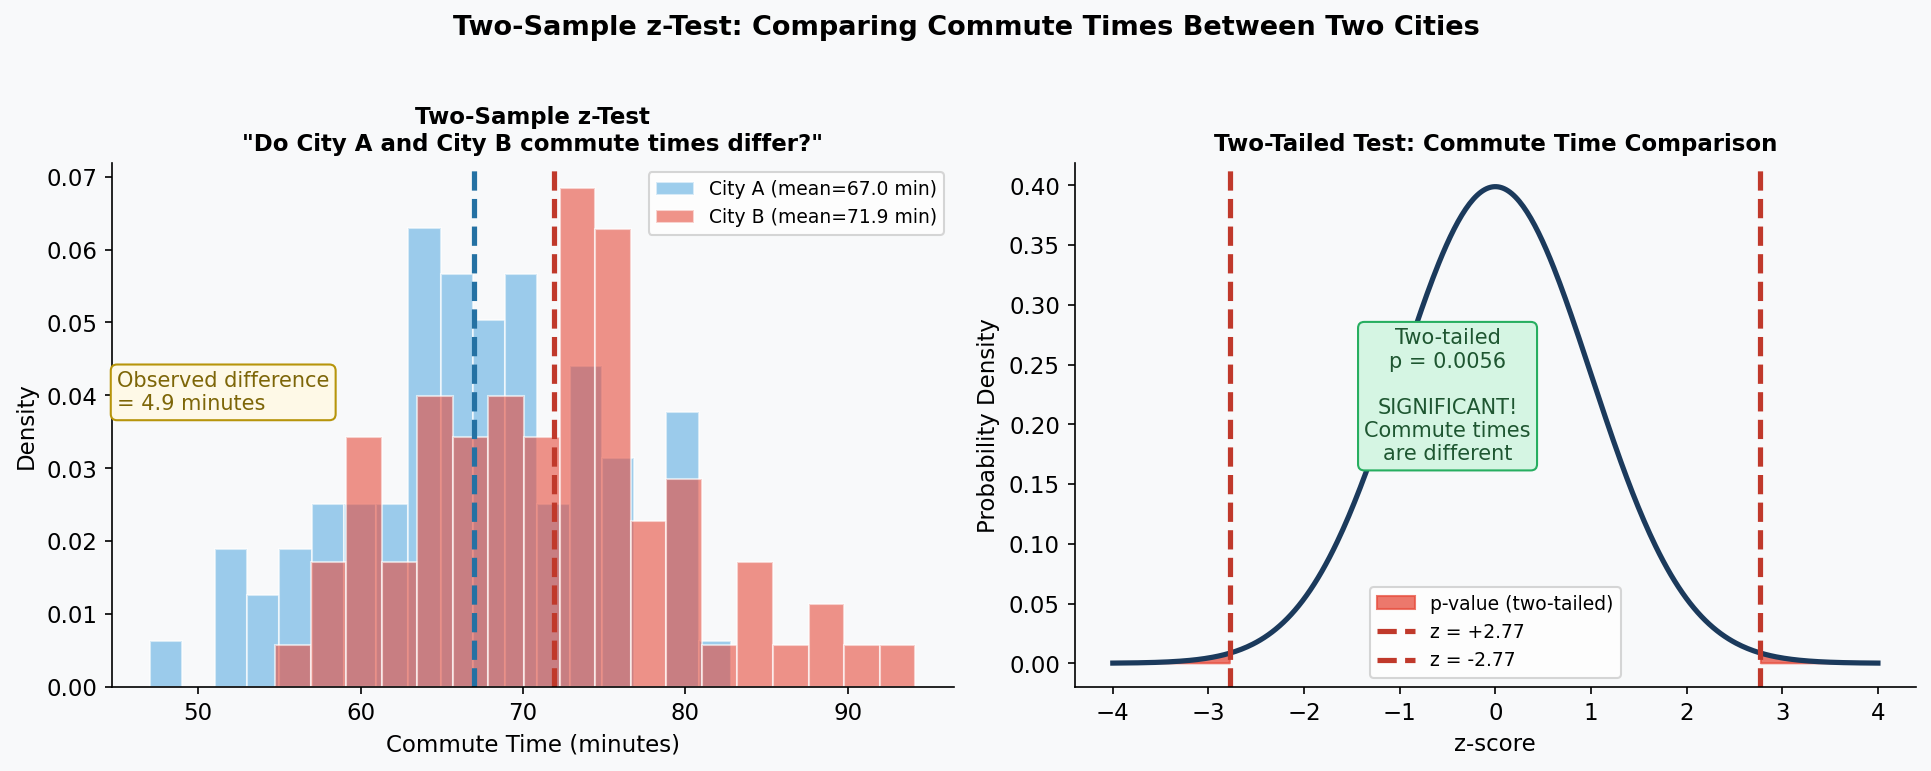 Two-Sample z-Test: Comparing Commute Times Between Two Cities
Two-Sample z-Test
"Do City A and City B commute times differ?"
City A (mean=67.0 min)
City B (mean=71.9 min)
Observed difference
= 4.9 minutes
Density
0.07
0.06
0.05
0.04
0.03
0.02
0.01
0.00
50
60
70
80
90
Commute Time (minutes)
Two-Tailed Test: Commute Time Comparison
Two-tailed
p = 0.0056
SIGNIFICANT!
Commute times
are different
p-value (two-tailed)
z = +2.77
z = -2.77
Probability Density
0.40
0.35
0.30
0.25
0.20
0.15
0.10
0.05
0.00
−4
−3
−2
−1
0
1
2
3
4
z-score